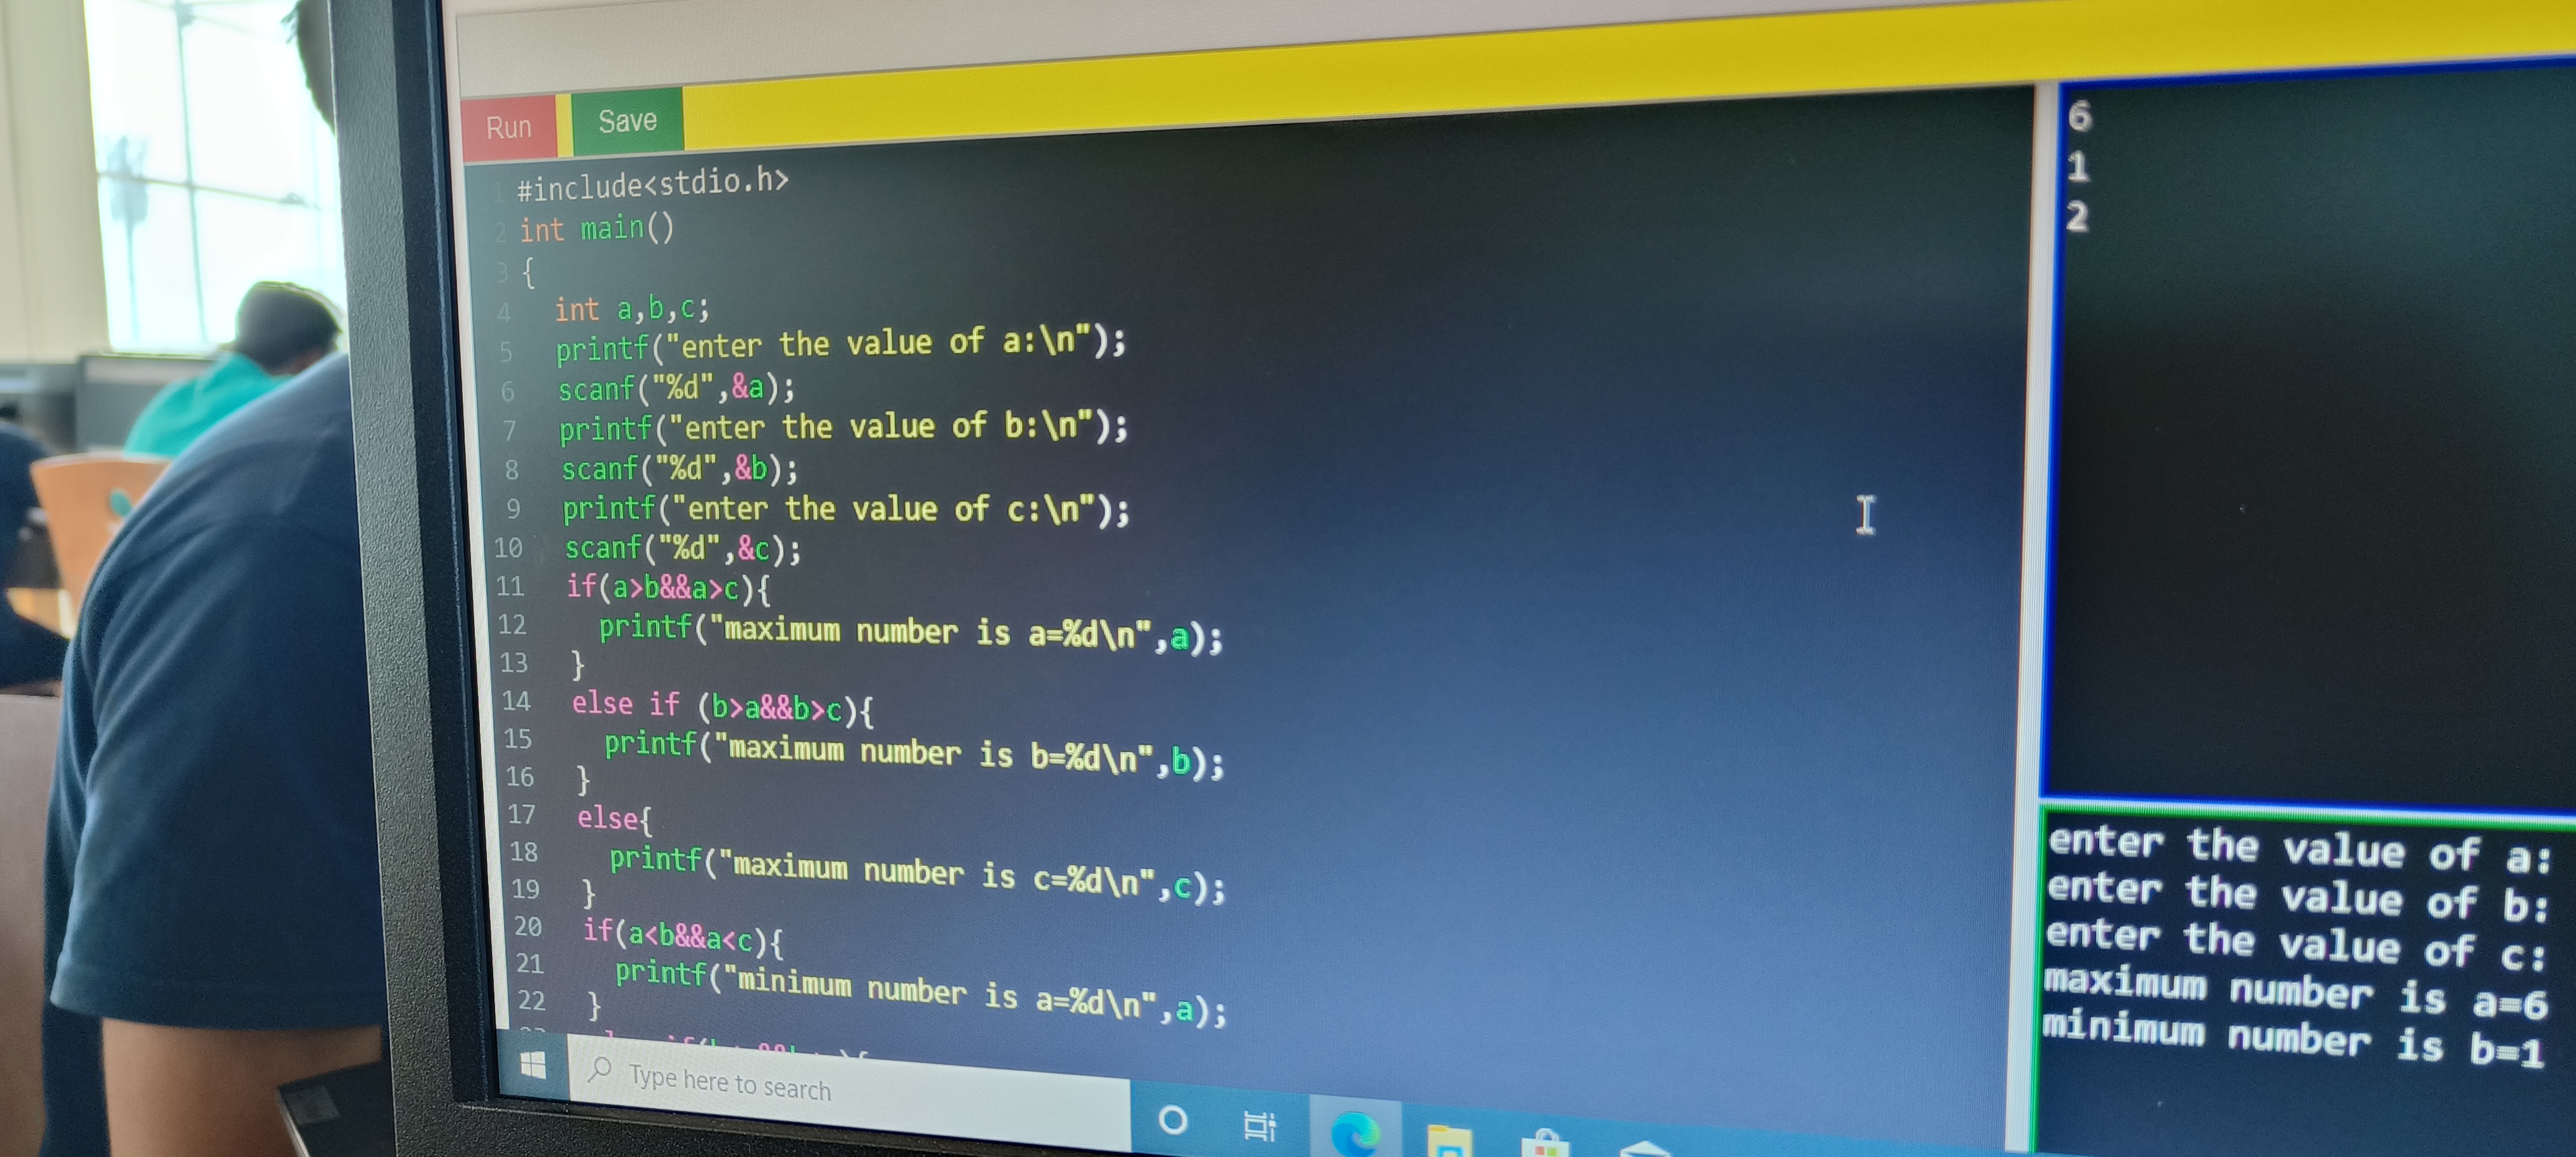 Run Save
1 #include<stdio.h>
2 int main()
3 {
4 int a,b,c;
5 printf("enter the value of a:\n");
6 scanf("%d",&a);
7 printf("enter the value of b:\n");
8 scanf("%d",&b);
9 printf("enter the value of c:\n");
10 scanf("%d",&c);
11 if(a>b&&a>c){
12 printf("maximum number is a=%d\n",a);
13 }
14 else if (b>a&&b>c){
15 printf("maximum number is b=%d\n",b);
16 }
17 else{
18 printf("maximum number is c=%d\n",c);
19 }
20 if(a<b&&a<c){
21 printf("minimum number is a=%d\n",a);
22 }
Type here to search
6
1
2
enter the value of a:
enter the value of b:
enter the value of c:
maximum number is a=6
minimum number is b=1